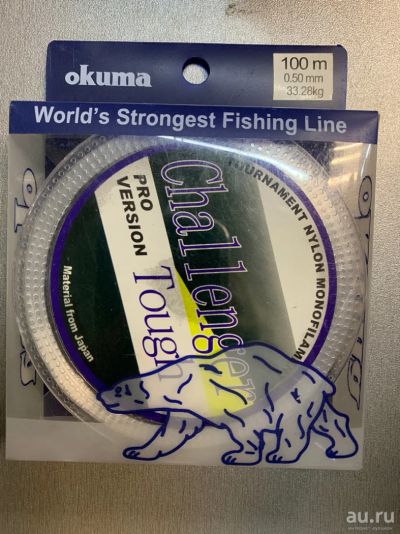 okuma
100 m
0.50 mm
33.28kg
World's Strongest Fishing Line
TOURNAMENT NYLON MONOFILAM
Challenger
Tough
PRO
VERSION
Material from Japan
au.ru